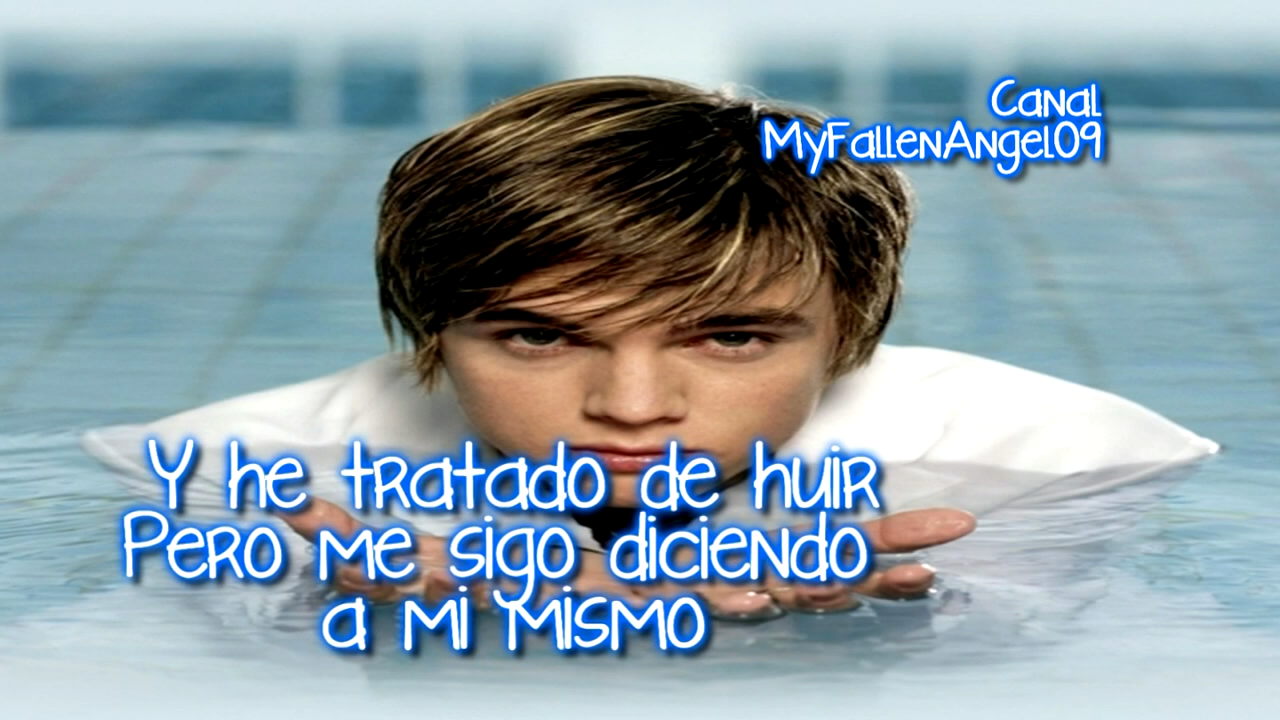 Canal
MyFallenAngel09
Y he tratado de huir
Pero me sigo diciendo
a mi mismo